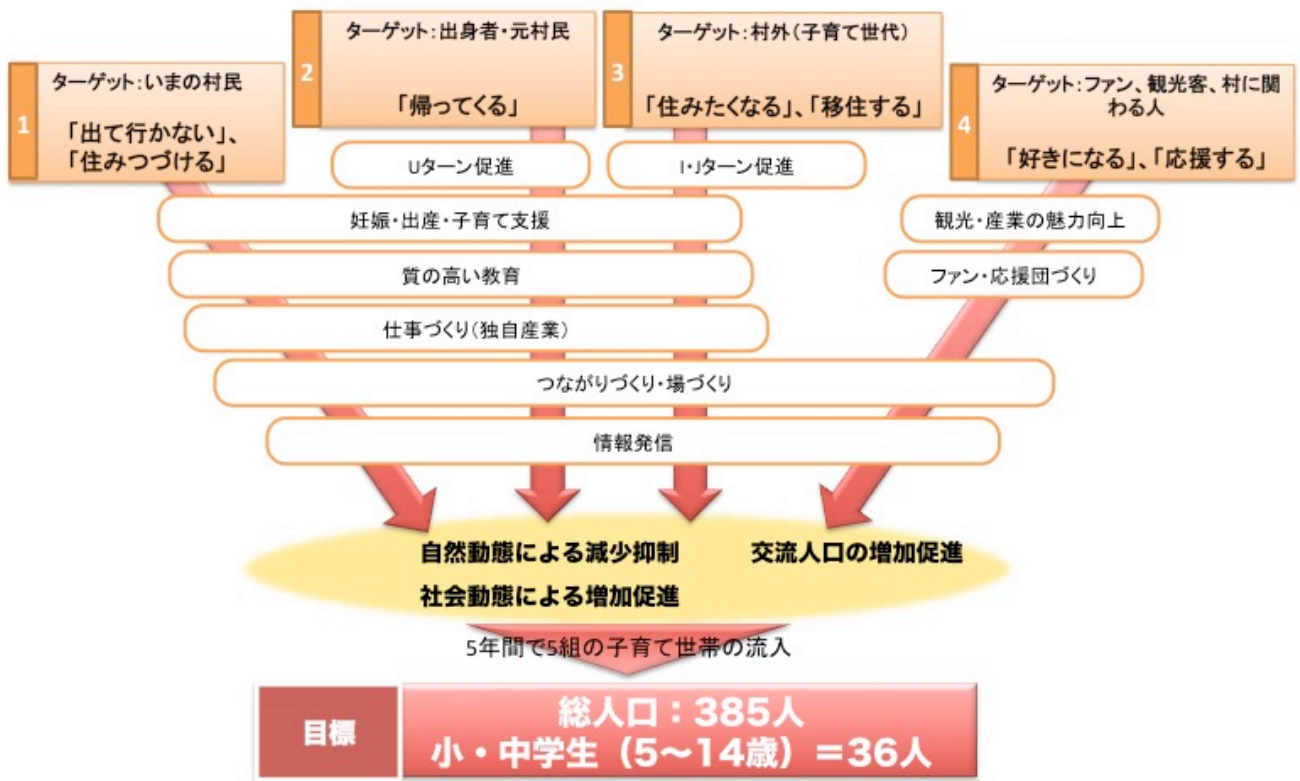 1
ターゲット：いまの村民
「出て行かない」、
「住みつづける」
2
ターゲット：出身者・元村民
「帰ってくる」
3
ターゲット：村外（子育て世代）
「住みたくなる」、「移住する」
4
ターゲット：ファン、観光客、村に関
わる人
「好きになる」、「応援する」
Uターン促進
I・Jターン促進
妊娠・出産・子育て支援
観光・産業の魅力向上
質の高い教育
ファン・応援団づくり
仕事づくり（独自産業）
つながりづくり・場づくり
情報発信
自然動態による減少抑制
交流人口の増加促進
社会動態による増加促進
5年間で5組の子育て世帯の流入
目標
総人口：385人
小・中学生（5〜14歳）＝36人